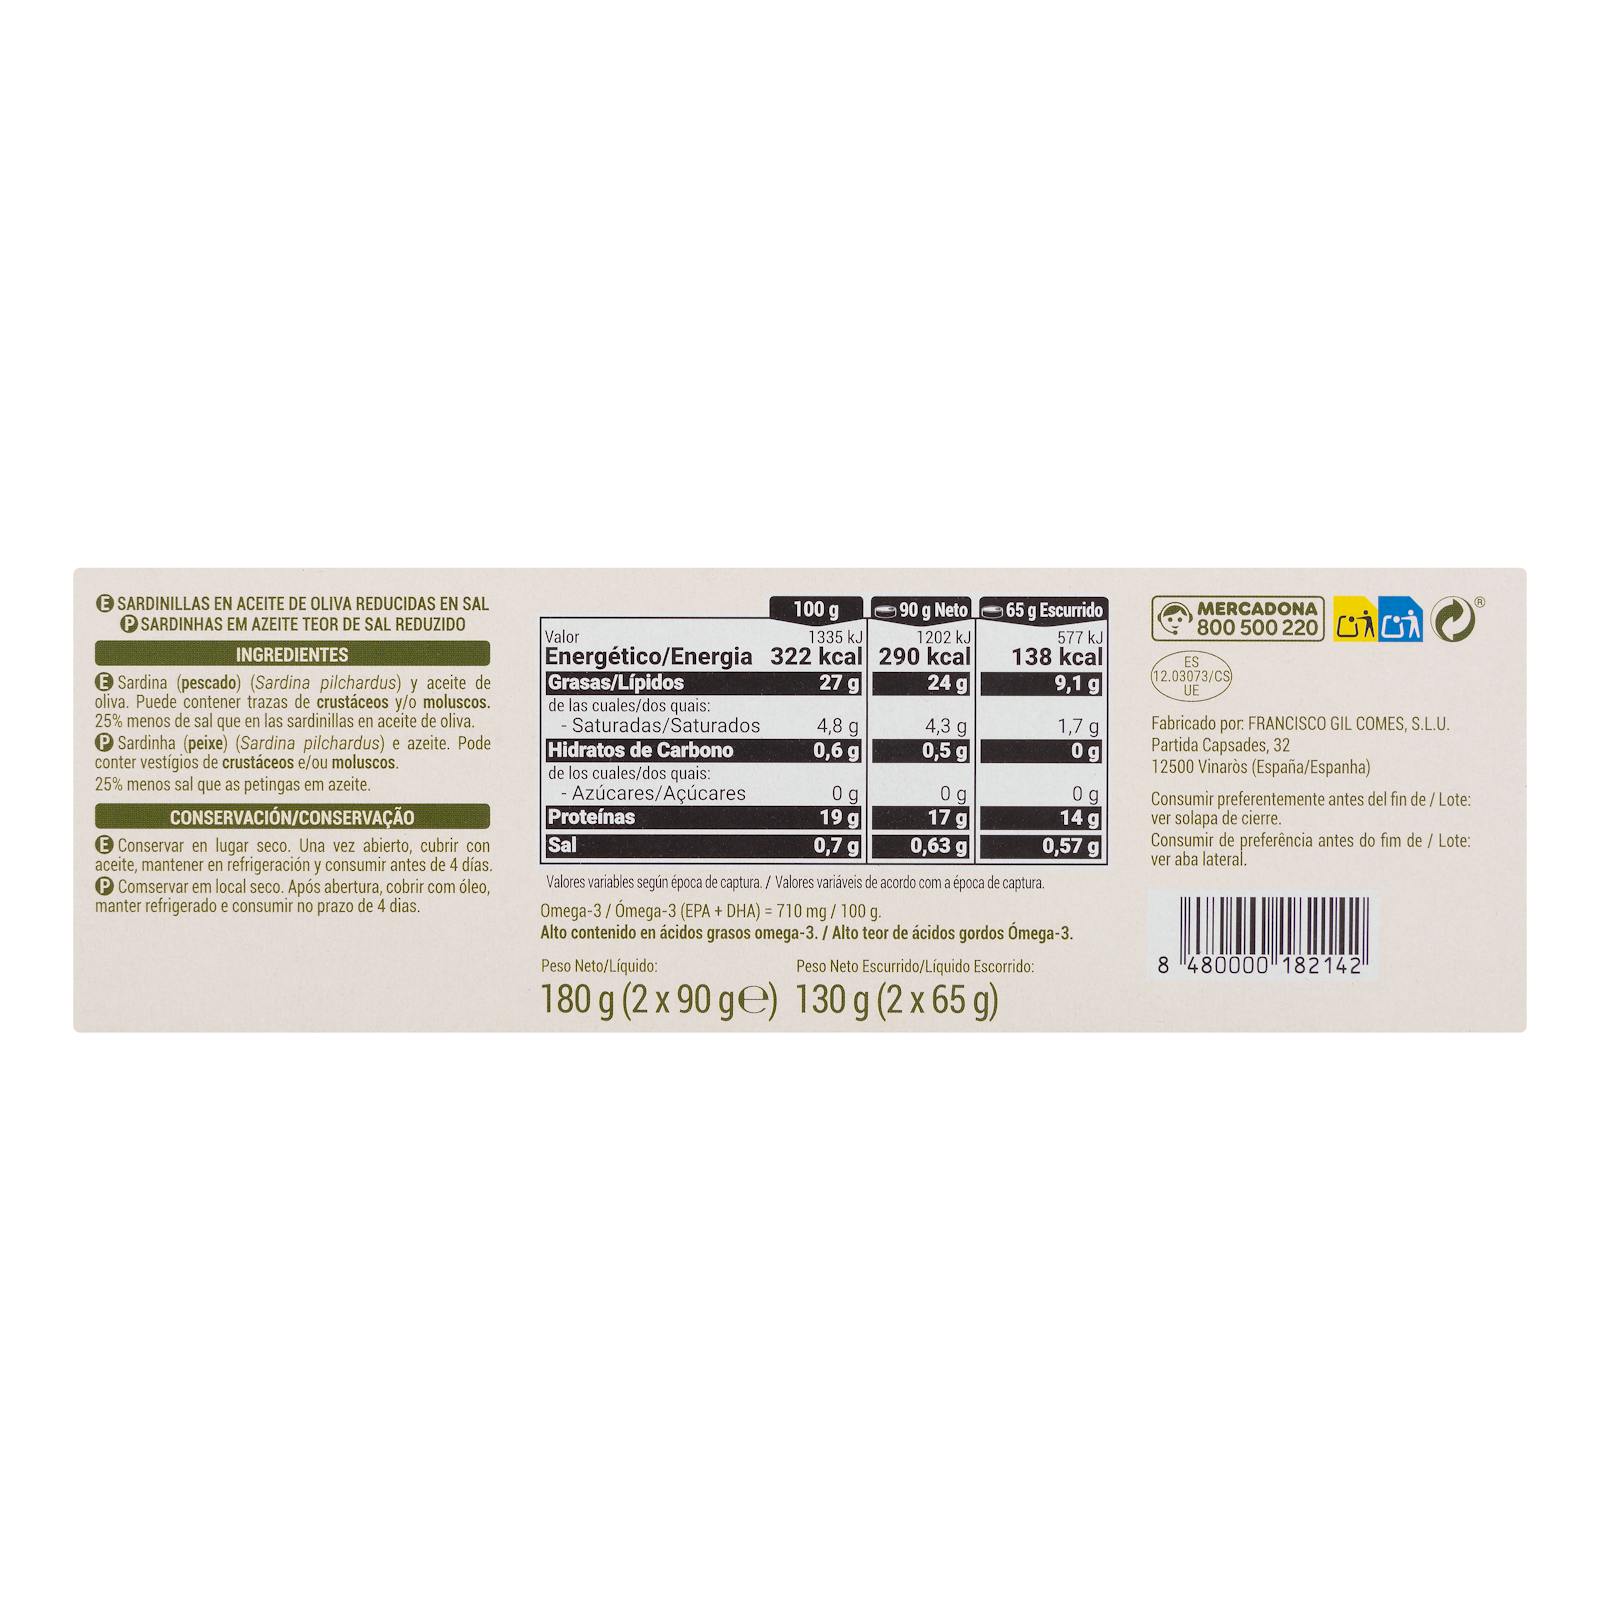 E SARDINILLAS EN ACEITE DE OLIVA REDUCIDAS EN SAL
P SARDINHAS EM AZEITE TEOR DE SAL REDUZIDO
INGREDIENTES
E Sardina (pescado) (Sardina pilchardus) y aceite de
oliva. Puede contener trazas de crustáceos y/o moluscos.
25% menos de sal que en las sardinillas en aceite de oliva.
P Sardinha (peixe) (Sardina pilchardus) e azeite. Pode
conter vestígios de crustáceos e/ou moluscos.
25% menos sal que as petingas em azeite.
CONSERVACIÓN/CONSERVAÇÃO
E Conservar en lugar seco. Una vez abierto, cubrir con
aceite, mantener en refrigeración y consumir antes de 4 días.
P Comservar em local seco. Após abertura, cobrir com óleo,
manter refrigerado e consumir no prazo de 4 dias.
100 g 90 g Neto 65 g Escurrido
Valor 1335 kJ 1202 kJ 577 kJ
Energético/Energia 322 kcal 290 kcal 138 kcal
Grasas/Lípidos 27 g 24 g 9,1 g
de las cuales/dos quais:
- Saturadas/Saturados 4,8 g 4,3 g 1,7 g
Hidratos de Carbono 0,6 g 0,5 g 0 g
de los cuales/dos quais:
- Azúcares/Açúcares 0 g 0 g 0 g
Proteínas 19 g 17 g 14 g
Sal 0,7 g 0,63 g 0,57 g
Valores variables según época de captura. / Valores variáveis de acordo com a época de captura.
Omega-3 / Ómega-3 (EPA + DHA) = 710 mg / 100 g.
Alto contenido en ácidos grasos omega-3. / Alto teor de ácidos gordos Ómega-3.
Peso Neto/Líquido: Peso Neto Escurrido/Líquido Escorrido:
180 g (2 x 90 g℮) 130 g (2 x 65 g)
MERCADONA
800 500 220
®
ES
12.03073/CS
UE
Fabricado por: FRANCISCO GIL COMES, S.L.U.
Partida Capsades, 32
12500 Vinaròs (España/Espanha)
Consumir preferentemente antes del fin de / Lote:
ver solapa de cierre.
Consumir de preferência antes do fim de / Lote:
ver aba lateral.
8 480000 182142